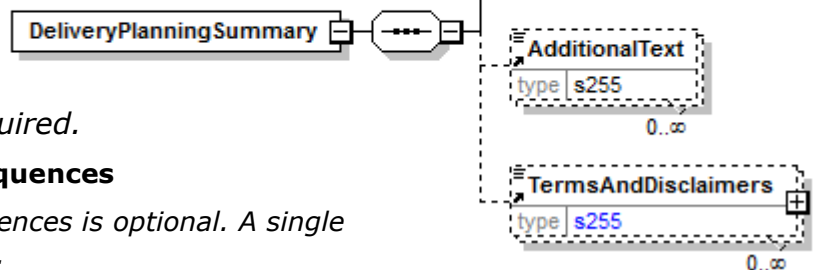 DeliveryPlanningSummary
AdditionalText
type s255
0..∞
uired.
quences
ences is optional. A single
TermsAndDisclaimers
type s255
0..∞